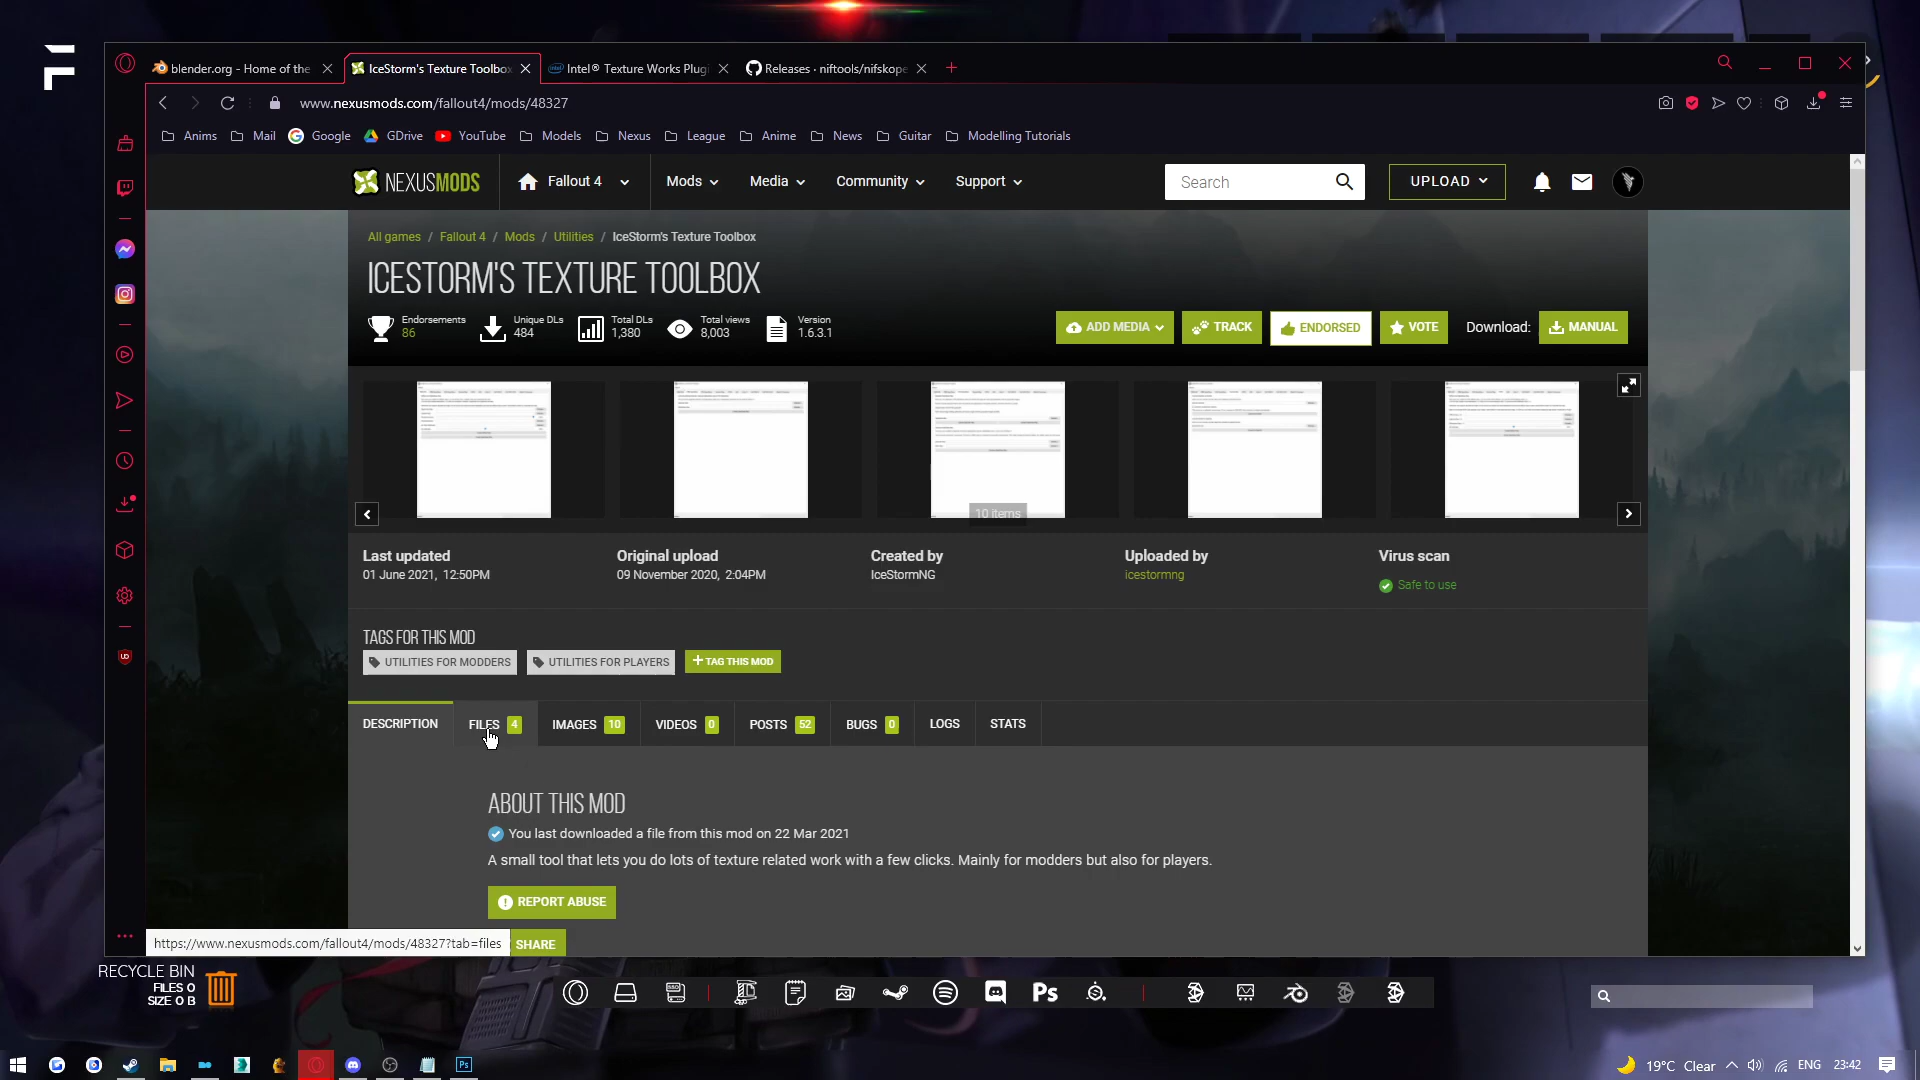 blender.org - Home of the
IceStorm's Texture Toolbox
Intel® Texture Works Plugi
Releases · niftools/nifskope
www.nexusmods.com/fallout4/mods/48327
Anims
Mail
Google
GDrive
YouTube
Models
Nexus
League
Anime
News
Guitar
Modelling Tutorials
NEXUSMODS
Fallout 4
Mods
Media
Community
Support
Search
UPLOAD
All games / Fallout 4 / Mods / Utilities / IceStorm's Texture Toolbox
ICESTORM'S TEXTURE TOOLBOX
Endorsements
86
Unique DLs
484
Total DLs
1,380
Total views
8,003
Version
1.6.3.1
ADD MEDIA
TRACK
ENDORSED
VOTE
Download:
MANUAL
10 items
Last updated
01 June 2021, 12:50PM
Original upload
09 November 2020, 2:04PM
Created by
IceStormNG
Uploaded by
icestormng
Virus scan
Safe to use
TAGS FOR THIS MOD
UTILITIES FOR MODDERS
UTILITIES FOR PLAYERS
+ TAG THIS MOD
DESCRIPTION
FILES 4
IMAGES 10
VIDEOS 0
POSTS 52
BUGS 0
LOGS
STATS
ABOUT THIS MOD
You last downloaded a file from this mod on 22 Mar 2021
A small tool that lets you do lots of texture related work with a few clicks. Mainly for modders but also for players.
REPORT ABUSE
https://www.nexusmods.com/fallout4/mods/48327?tab=files
SHARE
RECYCLE BIN
FILES 0
SIZE 0 B
Ps
Ps
19°C Clear
ENG
23:42